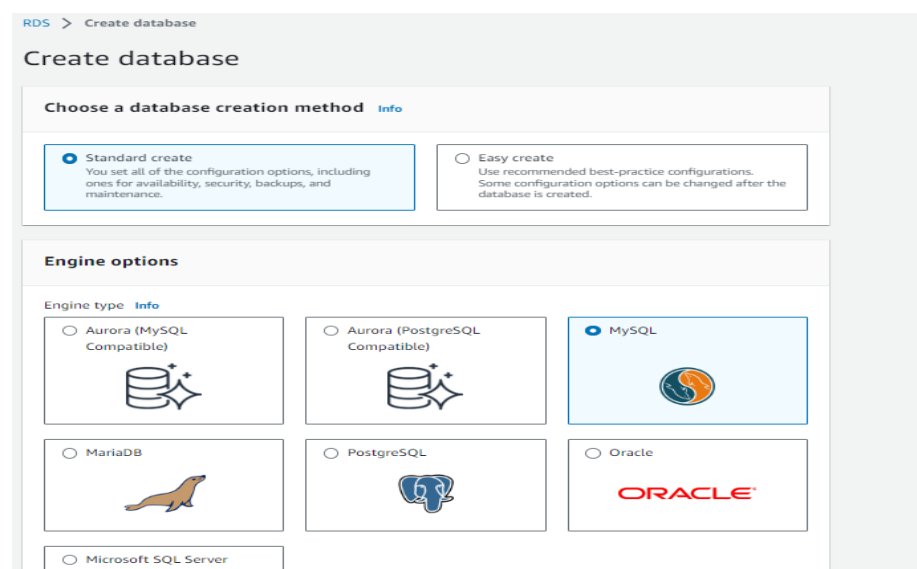 RDS > Create database
Create database
Choose a database creation method Info
Standard create
You set all of the configuration options, including
ones for availability, security, backups, and
maintenance.
Easy create
Use recommended best-practice configurations.
Some configuration options can be changed after the
database is created.
Engine options
Engine type Info
Aurora (MySQL
Compatible)
Aurora (PostgreSQL
Compatible)
MySQL
MariaDB
PostgreSQL
Oracle
ORACLE
Microsoft SQL Server